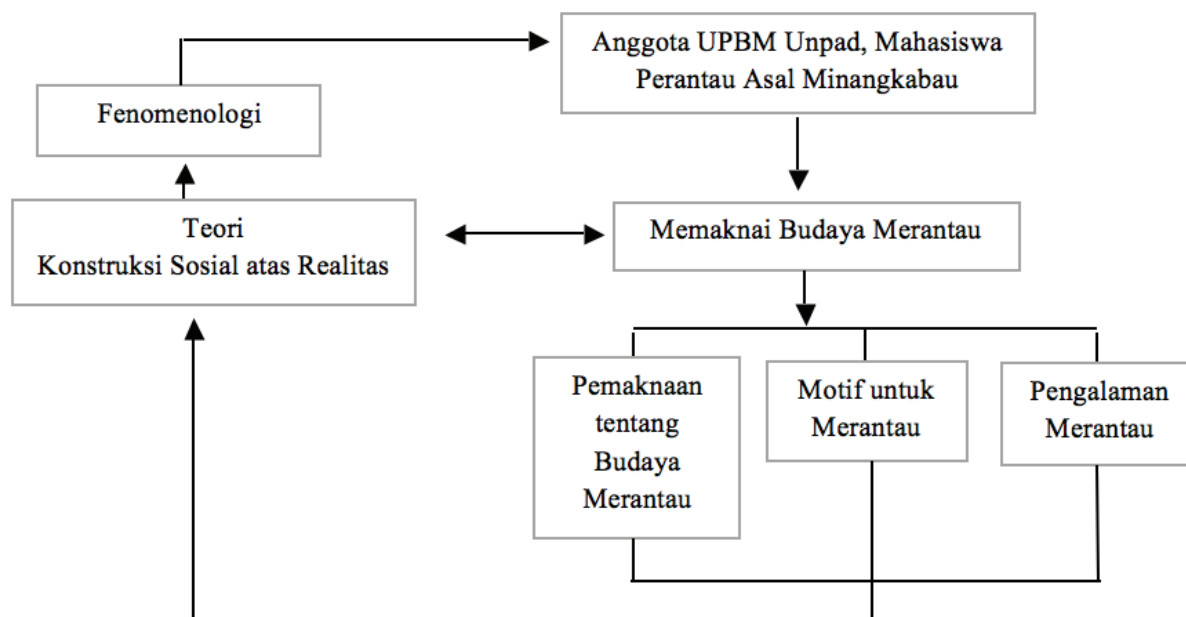 Anggota UPBM Unpad, Mahasiswa
Perantau Asal Minangkabau
Fenomenologi
Teori
Konstruksi Sosial atas Realitas
Memaknai Budaya Merantau
Pemaknaan
tentang
Budaya
Merantau
Motif untuk
Merantau
Pengalaman
Merantau